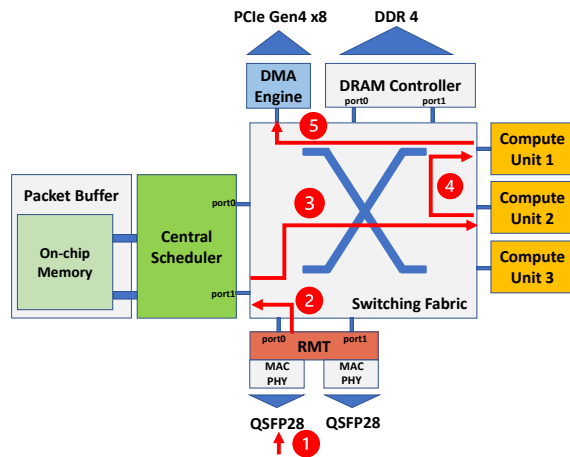 PCIe Gen4 x8
DDR 4
DMA
Engine
DRAM Controller
port0
port1
5
Compute
Unit 1
4
Packet Buffer
On-chip
Memory
Central
Scheduler
port0
port1
3
Compute
Unit 2
Compute
Unit 3
2
Switching Fabric
port0
port1
RMT
MAC
PHY
MAC
PHY
QSFP28
QSFP28
1